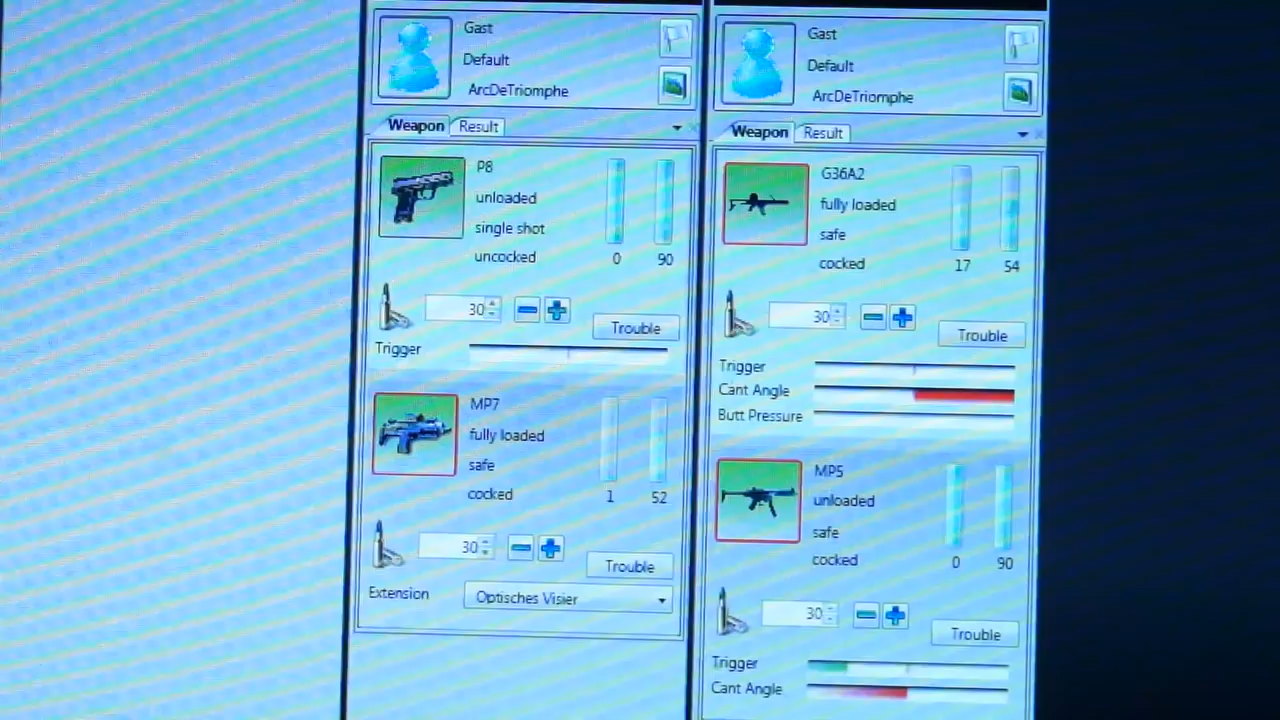 Gast
Default
ArcDeTriomphe
Weapon Result
P8
unloaded
single shot
uncocked
0 90
30
Trouble
Trigger
MP7
fully loaded
safe
cocked
1 52
30
Trouble
Extension Optisches Visier
Gast
Default
ArcDeTriomphe
Weapon Result
G36A2
fully loaded
safe
cocked
17 54
30
Trouble
Trigger
Cant Angle
Butt Pressure
MP5
unloaded
safe
cocked
0 90
30
Trouble
Trigger
Cant Angle